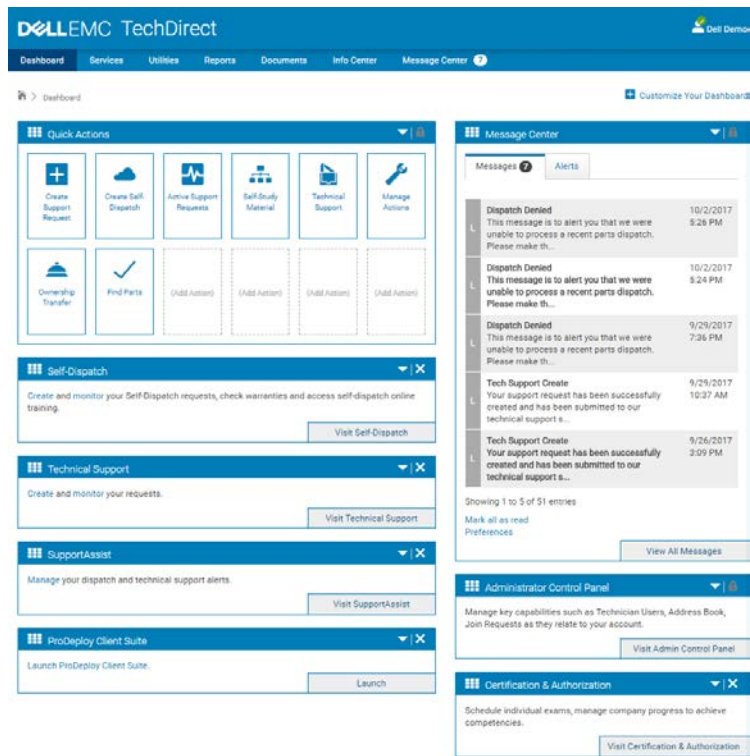 DELLEMC TechDirect
Dell Demo
Dashboard Services Utilities Reports Documents Info Center Message Center 7
> Dashboard
Customize Your Dashboard
Quick Actions
Create
Support
Request
Create Self-
Dispatch
Active Support
Requests
Self-Study
Material
Technical
Support
Manage
Actions
Ownership
Transfer
Find Parts
(Add Action)
(Add Action)
(Add Action)
(Add Action)
Self-Dispatch
Create and monitor your Self-Dispatch requests, check warranties and access self-dispatch online
training.
Visit Self-Dispatch
Technical Support
Create and monitor your requests.
Visit Technical Support
SupportAssist
Manage your dispatch and technical support alerts.
Visit SupportAssist
ProDeploy Client Suite
Launch ProDeploy Client Suite.
Launch
Message Center
Messages 7 Alerts
L
Dispatch Denied 10/2/2017
This message is to alert you that we were 5:26 PM
unable to process a recent parts dispatch.
Please make th...
L
Dispatch Denied 10/2/2017
This message is to alert you that we were 5:24 PM
unable to process a recent parts dispatch.
Please make th...
L
Dispatch Denied 9/29/2017
This message is to alert you that we were 7:36 PM
unable to process a recent parts dispatch.
Please make th...
L
Tech Support Create 9/29/2017
Your support request has been successfully 10:37 AM
created and has been submitted to our
technical support s...
L
Tech Support Create 9/26/2017
Your support request has been successfully 3:09 PM
created and has been submitted to our
technical support s...
Showing 1 to 5 of 51 entries
Mark all as read
Preferences
View All Messages
Administrator Control Panel
Manage key capabilities such as Technician Users, Address Book,
Join Requests as they relate to your account.
Visit Admin Control Panel
Certification & Authorization
Schedule individual exams, manage company progress to achieve
competencies.
Visit Certification & Authorization